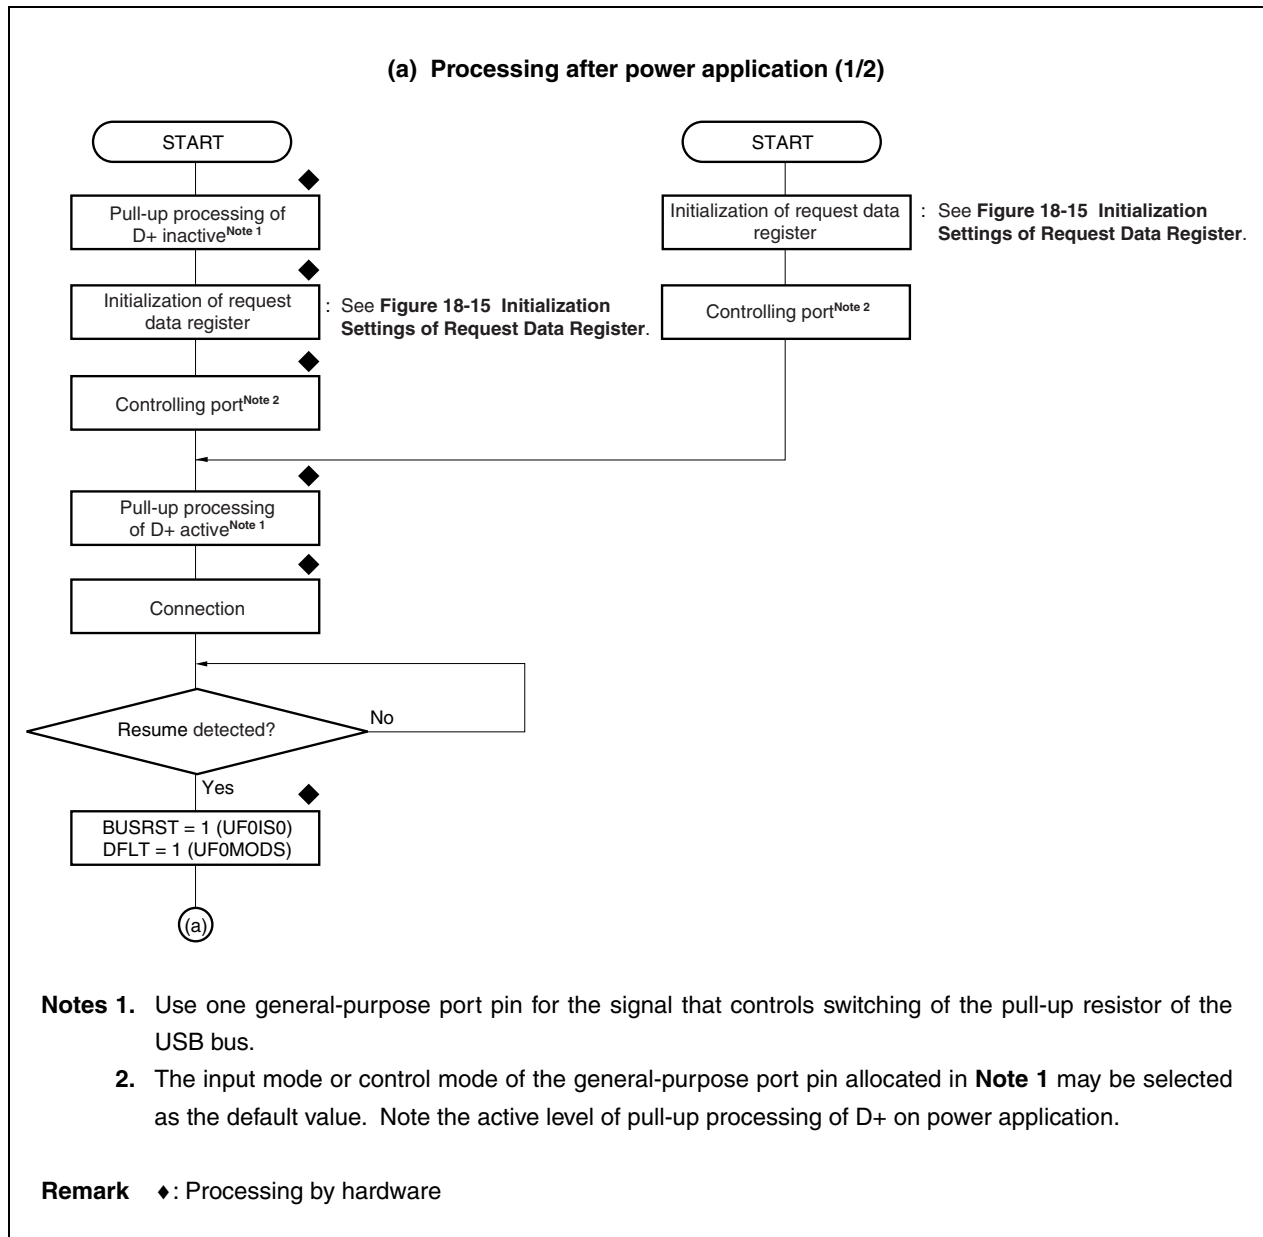 (a) Processing after power application (1/2)
START
Pull-up processing of
D+ inactiveNote 1
Initialization of request
data register
: See Figure 18-15 Initialization
Settings of Request Data Register.
Controlling portNote 2
START
Initialization of request data
register
: See Figure 18-15 Initialization
Settings of Request Data Register.
Controlling portNote 2
Pull-up processing
of D+ activeNote 1
Connection
Resume detected?
No
Yes
BUSRST = 1 (UF0IS0)
DFLT = 1 (UF0MODS)
(a)
Notes 1. Use one general-purpose port pin for the signal that controls switching of the pull-up resistor of the
USB bus.
2. The input mode or control mode of the general-purpose port pin allocated in Note 1 may be selected
as the default value. Note the active level of pull-up processing of D+ on power application.
Remark ♦: Processing by hardware